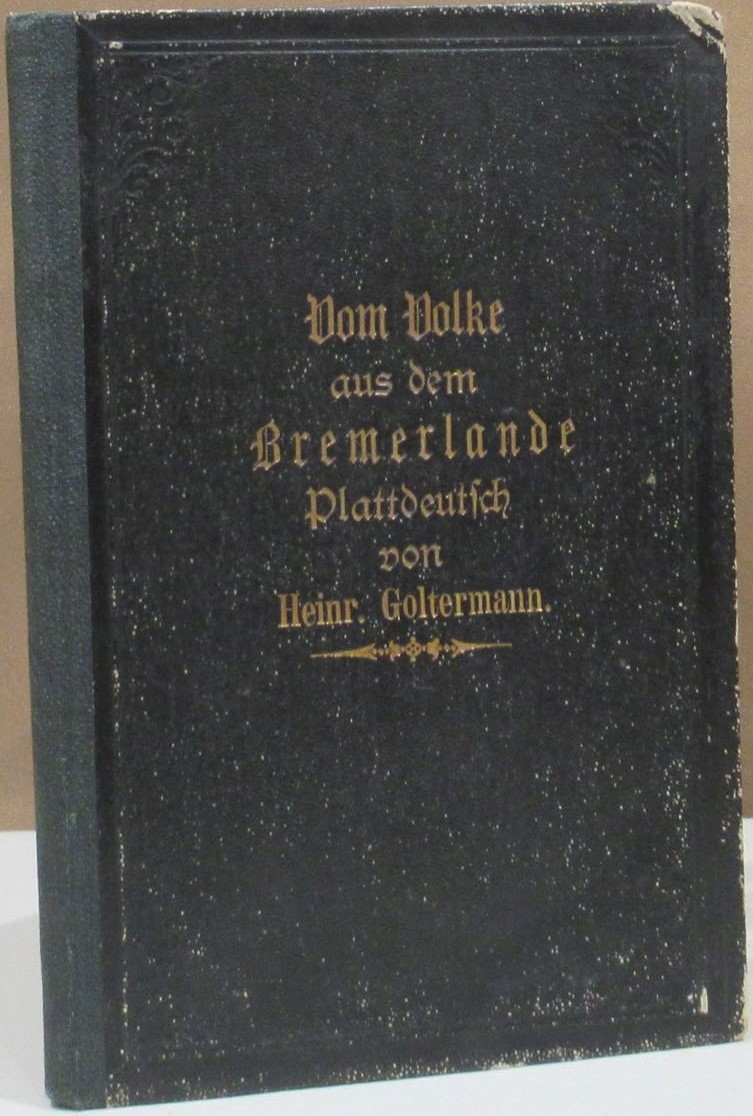 Vom Volke
aus dem
Bremerlande
Plattdeutſch
von
Heinr. Goltermann.